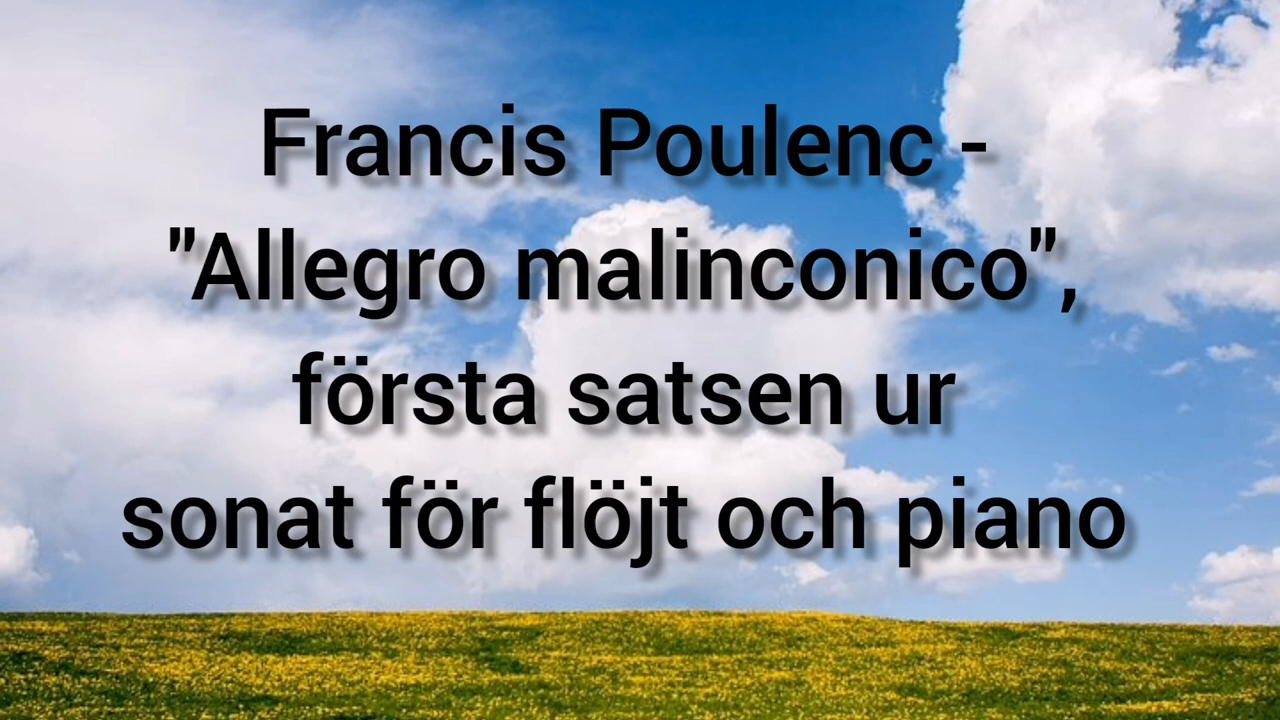 Francis Poulenc -
"Allegro malinconico",
första satsen ur
sonat för flöjt och piano